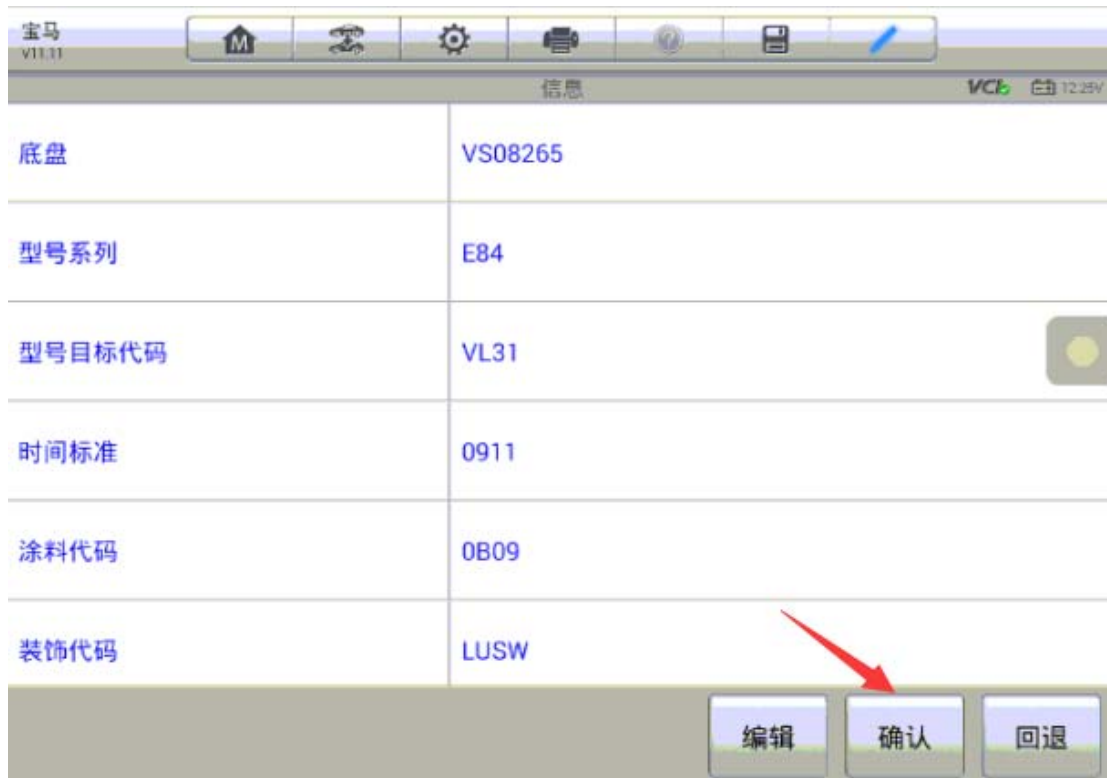 宝马
V11.11
M
信息
VCI
12.25V
底盘 VS08265
型号系列 E84
型号目标代码 VL31
时间标准 0911
涂料代码 0B09
装饰代码 LUSW
编辑 确认 回退